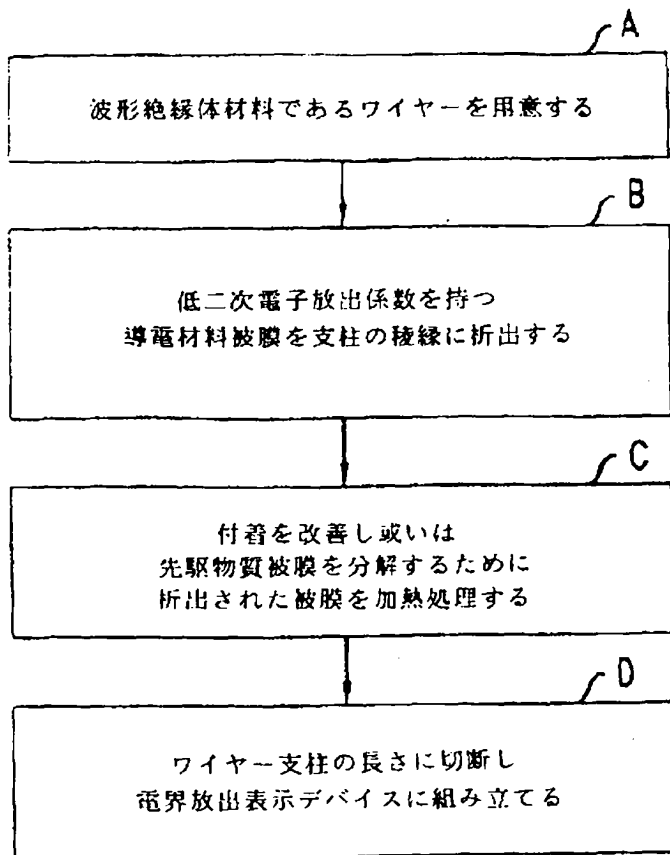 A
波形絶縁体材料であるワイヤーを用意する
B
低二次電子放出係数を持つ
導電材料被膜を支柱の稜縁に折出する
C
付着を改善し或いは
先駆物質被膜を分解するために
折出された被膜を加熱処理する
D
ワイヤー支柱の長さに切断し
電界放出表示デバイスに組み立てる